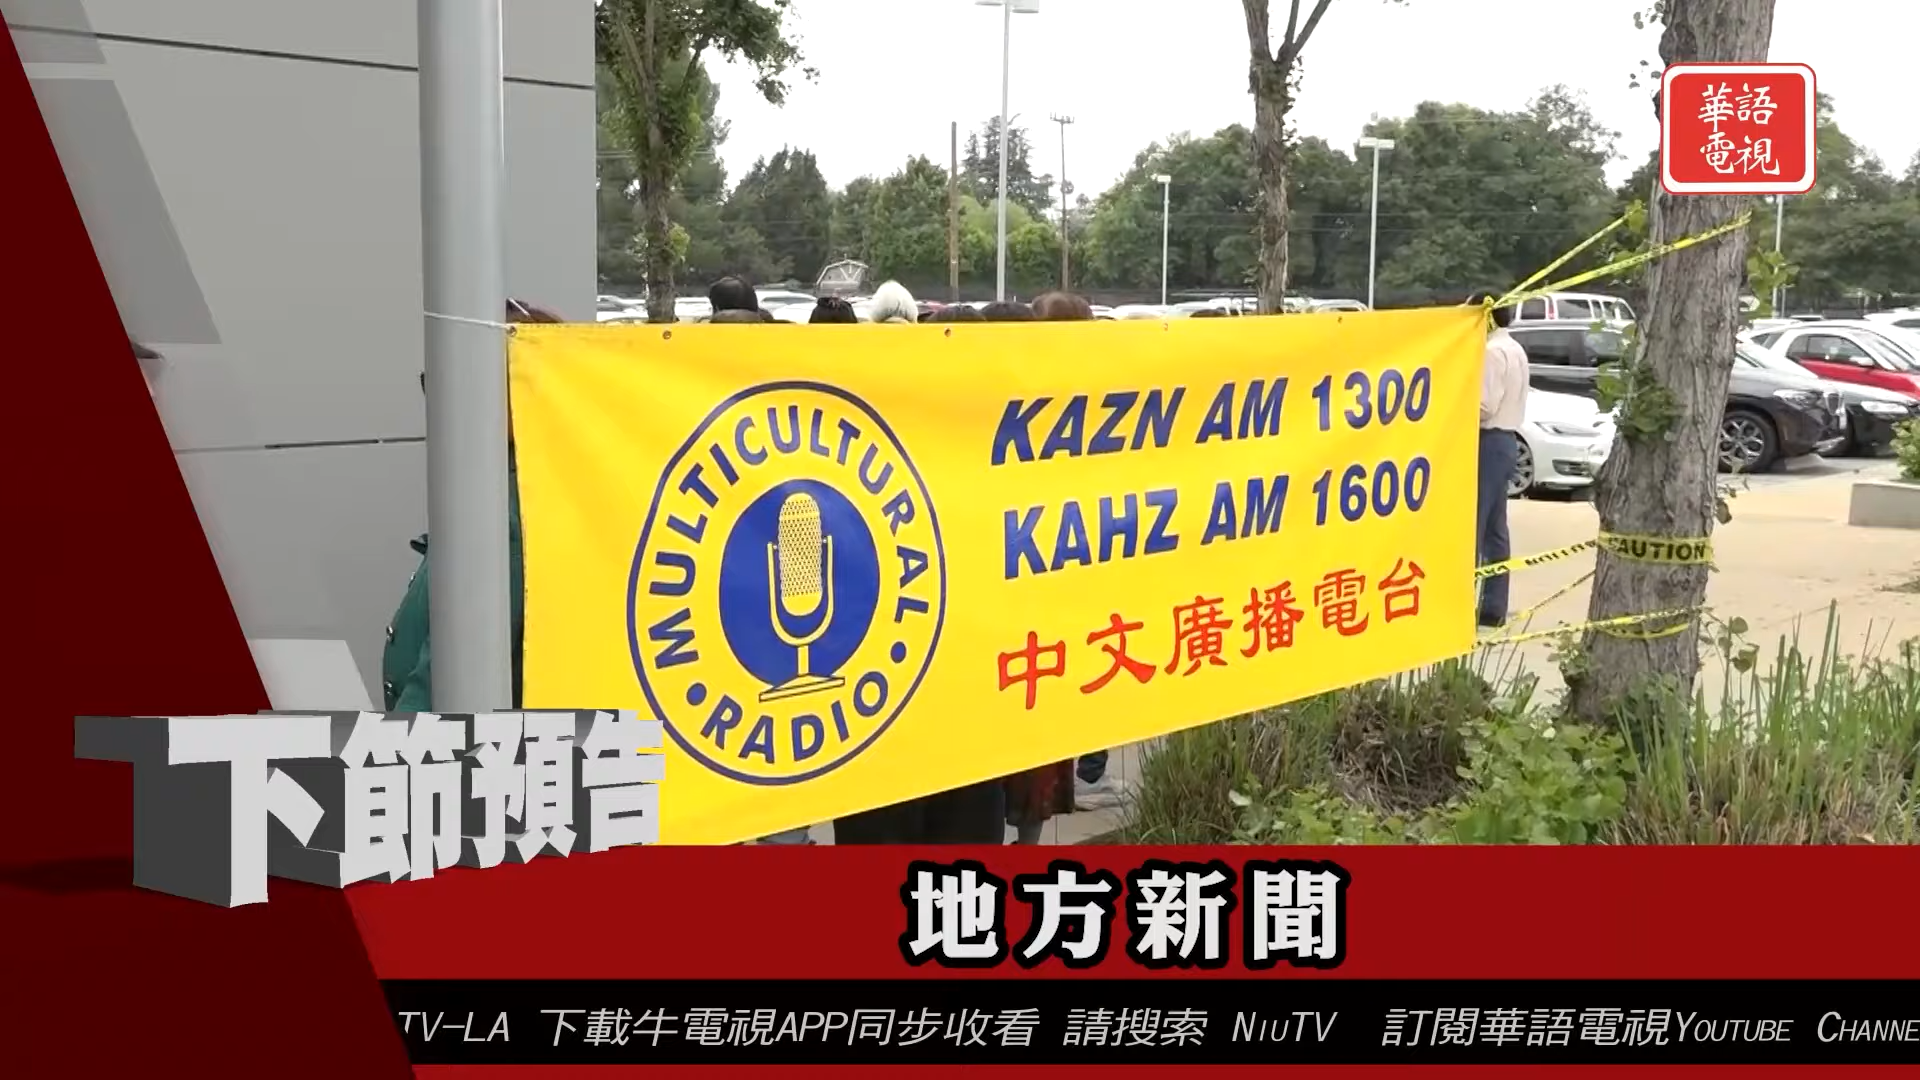 華語
電視
KAZN AM 1300
KAHZ AM 1600
中文廣播電台
MULTICULTURAL • RADIO •
CAUTION
下節預告
地方新聞
TV-LA 下載牛電視APP同步收看 請搜索 NIUTV 訂閱華語電視YOUTUBE CHANNE